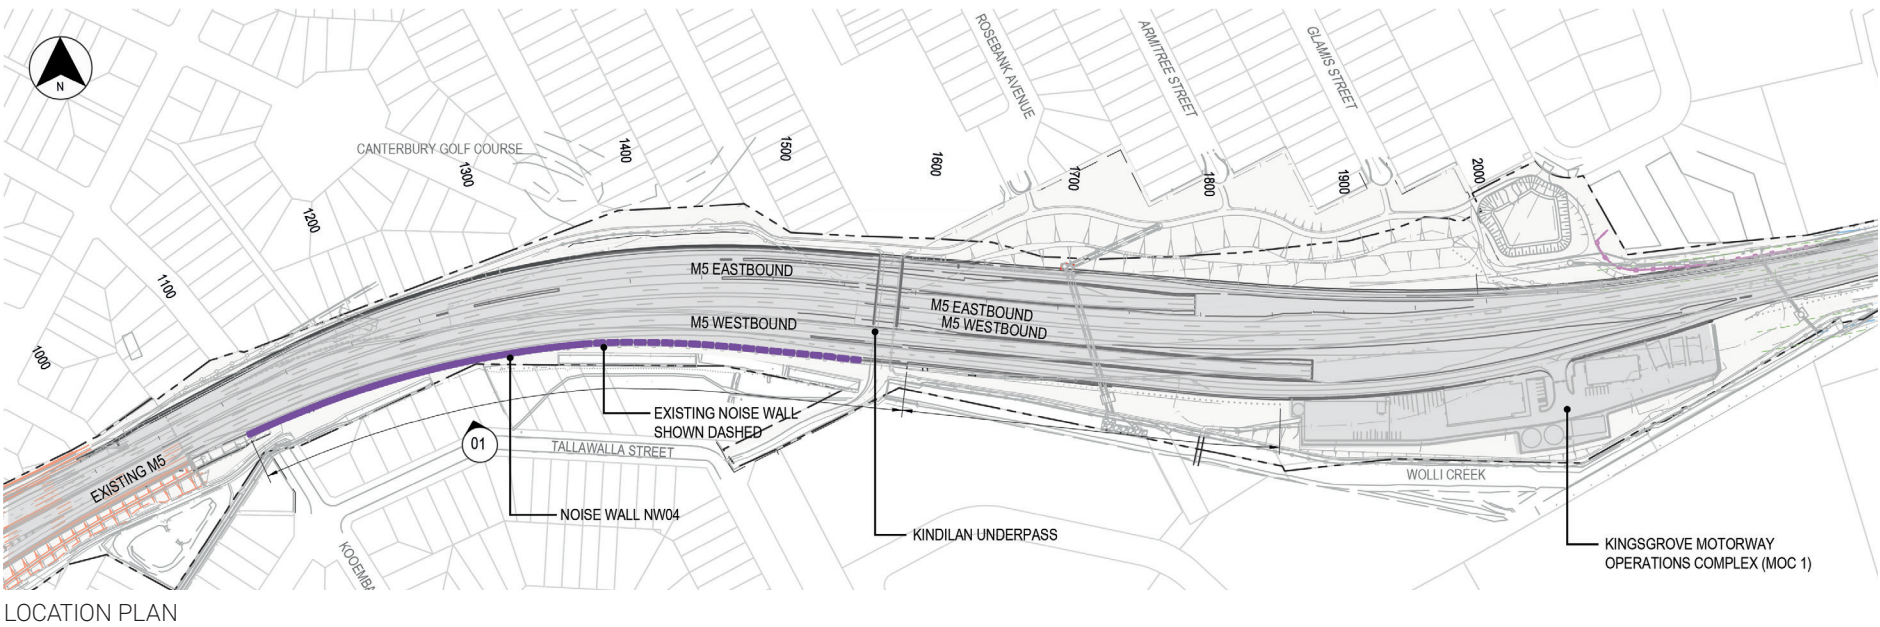 N
CANTERBURY GOLF COURSE
ROSEBANK AVENUE
ARMITREE STREET
GLAMIS STREET
1000
1100
1200
1300
1400
1500
1600
1700
1800
1900
2000
M5 EASTBOUND
M5 WESTBOUND
M5 EASTBOUND
M5 WESTBOUND
EXISTING M5
EXISTING NOISE WALL
SHOWN DASHED
01
TALLAWALLA STREET
NOISE WALL NW04
KINDILAN UNDERPASS
WOLLI CREEK
KINGSGROVE MOTORWAY
OPERATIONS COMPLEX (MOC 1)
LOCATION PLAN